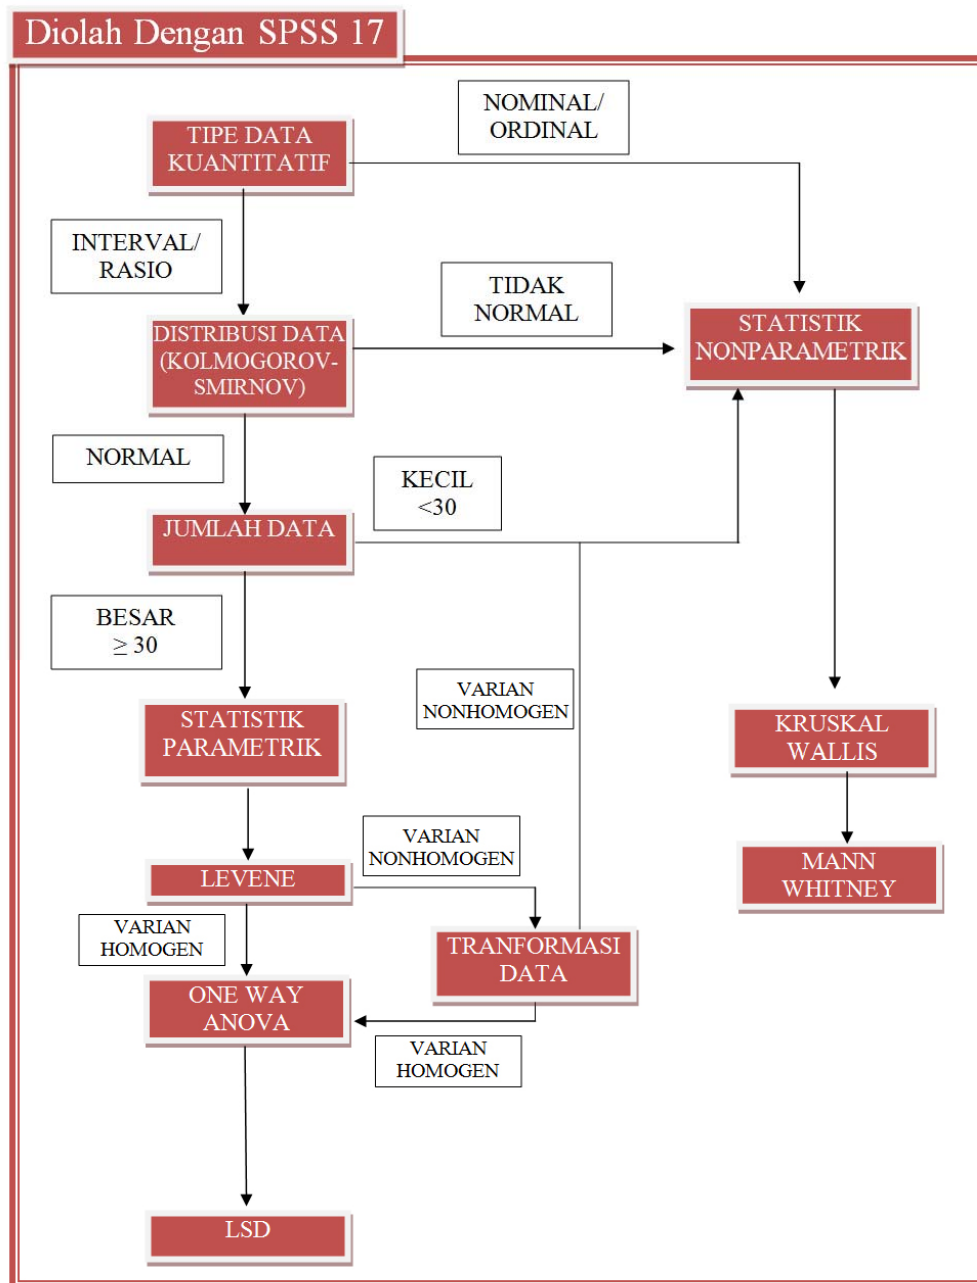 Diolah Dengan SPSS 17
NOMINAL/
ORDINAL
TIPE DATA
KUANTITATIF
INTERVAL/
RASIO
TIDAK
NORMAL
DISTRIBUSI DATA
(KOLMOGOROV-
SMIRNOV)
STATISTIK
NONPARAMETRIK
NORMAL
KECIL
<30
JUMLAH DATA
BESAR
≥ 30
VARIAN
NONHOMOGEN
STATISTIK
PARAMETRIK
KRUSKAL
WALLIS
VARIAN
NONHOMOGEN
LEVENE
MANN
WHITNEY
VARIAN
HOMOGEN
TRANFORMASI
DATA
ONE WAY
ANOVA
VARIAN
HOMOGEN
LSD